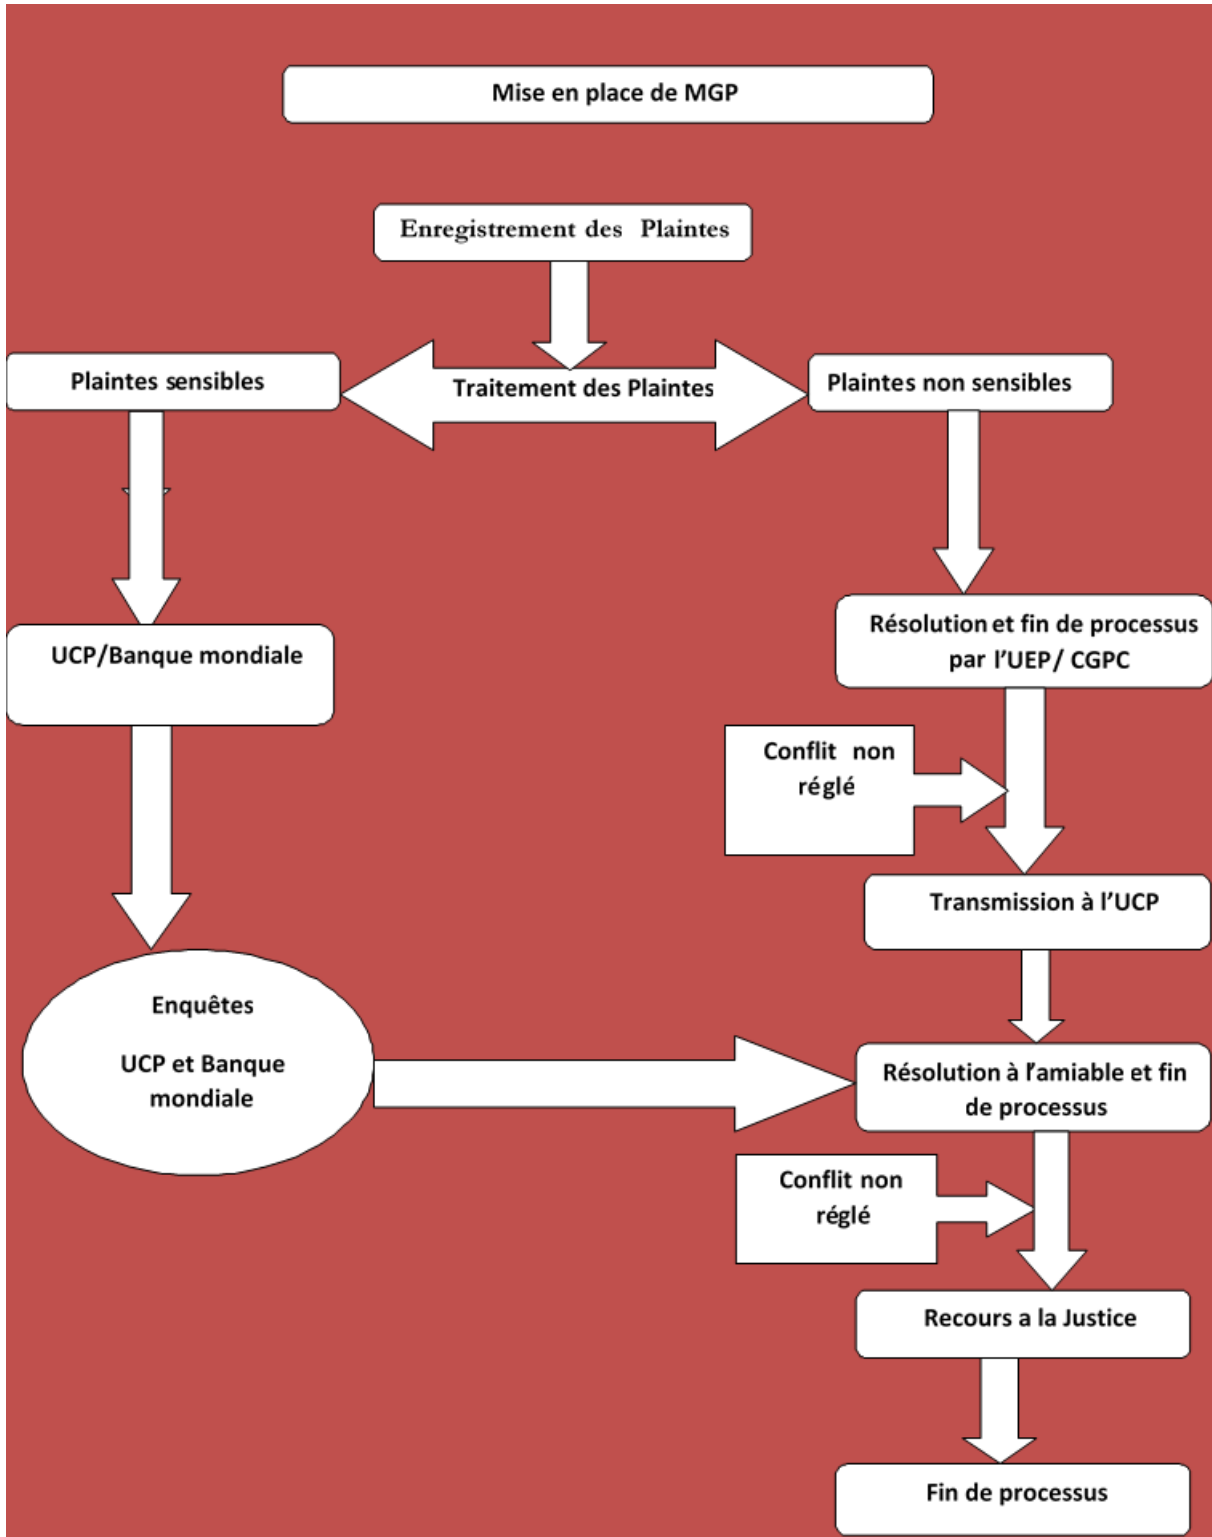 Mise en place de MGP
Enregistrement des Plaintes
Plaintes sensibles
Traitement des Plaintes
Plaintes non sensibles
UCP/Banque mondiale
Résolution et fin de processus
par l'UEP/ CGPC
Conflit non
réglé
Transmission à l'UCP
Enquêtes
UCP et Banque
mondiale
Résolution à l'amiable et fin
de processus
Conflit non
réglé
Recours a la Justice
Fin de processus